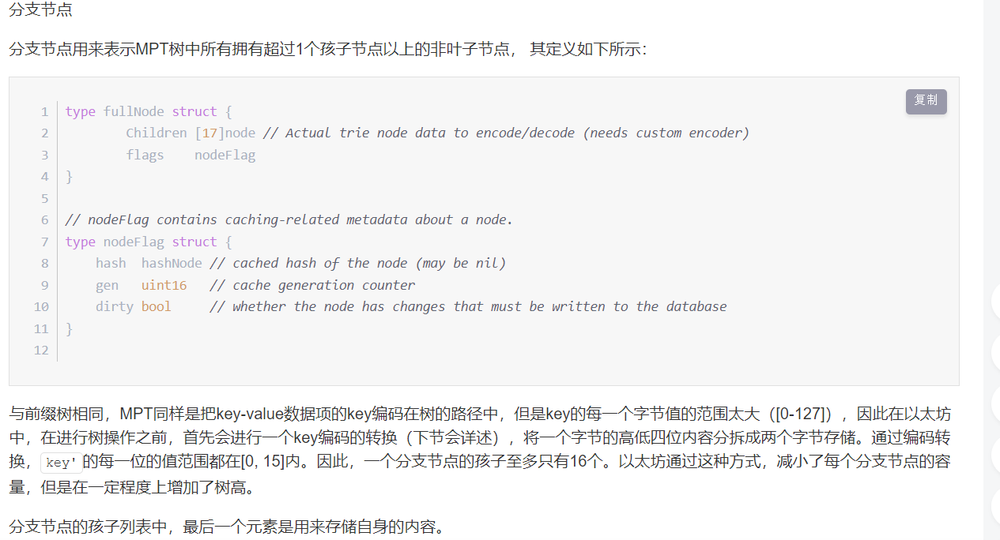 分支节点
分支节点用来表示MPT树中所有拥有超过1个孩子节点以上的非叶子节点， 其定义如下所示：
复制
1 type fullNode struct {
2         Children [17]node // Actual trie node data to encode/decode (needs custom encoder)
3         flags    nodeFlag
4 }
5
6 // nodeFlag contains caching-related metadata about a node.
7 type nodeFlag struct {
8     hash  hashNode // cached hash of the node (may be nil)
9     gen   uint16   // cache generation counter
10     dirty bool     // whether the node has changes that must be written to the database
11 }
12
与前缀树相同，MPT同样是把key-value数据项的key编码在树的路径中，但是key的每一个字节值的范围太大（[0-127]），因此在以太坊
中，在进行树操作之前，首先会进行一个key编码的转换（下节会详述），将一个字节的高低四位内容分拆成两个字节存储。通过编码转
换，key'的每一位的值范围都在[0, 15]内。因此，一个分支节点的孩子至多只有16个。以太坊通过这种方式，减小了每个分支节点的容
量，但是在一定程度上增加了树高。
分支节点的孩子列表中，最后一个元素是用来存储自身的内容。